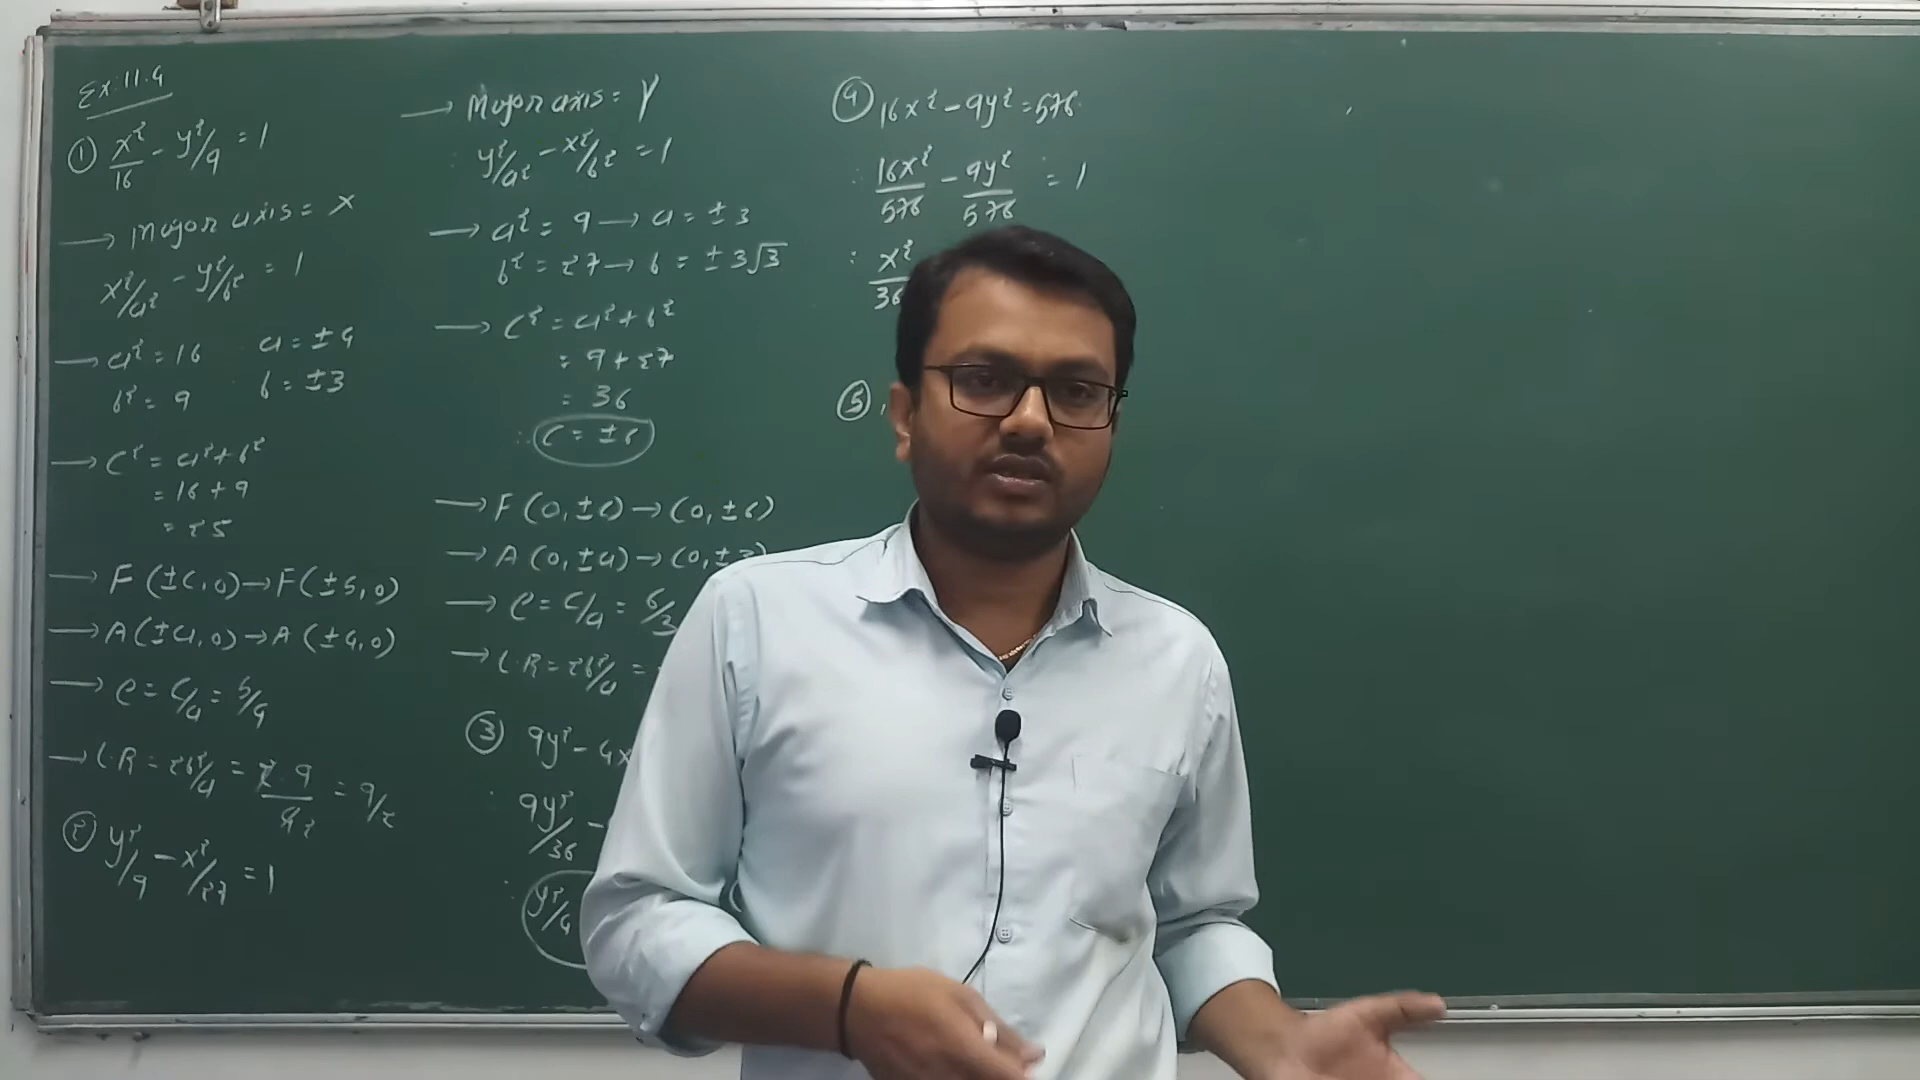 Ex: 11.4
① x²/16 - y²/9 = 1
→ Major axis = X
x²/a² - y²/b² = 1
→ a² = 16 a = ±4
b² = 9 b = ±3
→ C² = a² + b²
= 16 + 9
= 25
→ F (±C, 0) → F (±5, 0)
→ A (±a, 0) → A (±4, 0)
→ e = C/a = 5/4
→ L.R = 2b²/a = 2·9/4 2 = 9/2
② y²/9 - x²/27 = 1
→ Major axis = Y
∴ y²/a² - x²/b² = 1
→ a² = 9 → a = ±3
b² = 27 → b = ±3√3
→ C² = a² + b²
= 9 + 27
= 36
∴ C = ±6
→ F (0, ±C) → (0, ±6)
→ A (0, ±a) → (0, ±3)
→ e = C/a = 6/3
→ L.R = 2b²/a =
③ 9y² - 4x
∴ 9y²/36 -
∴ y²/4
④ 16x² - 9y² = 576
∴ 16x²/576 - 9y²/576 = 1
∴ x²/36
⑤